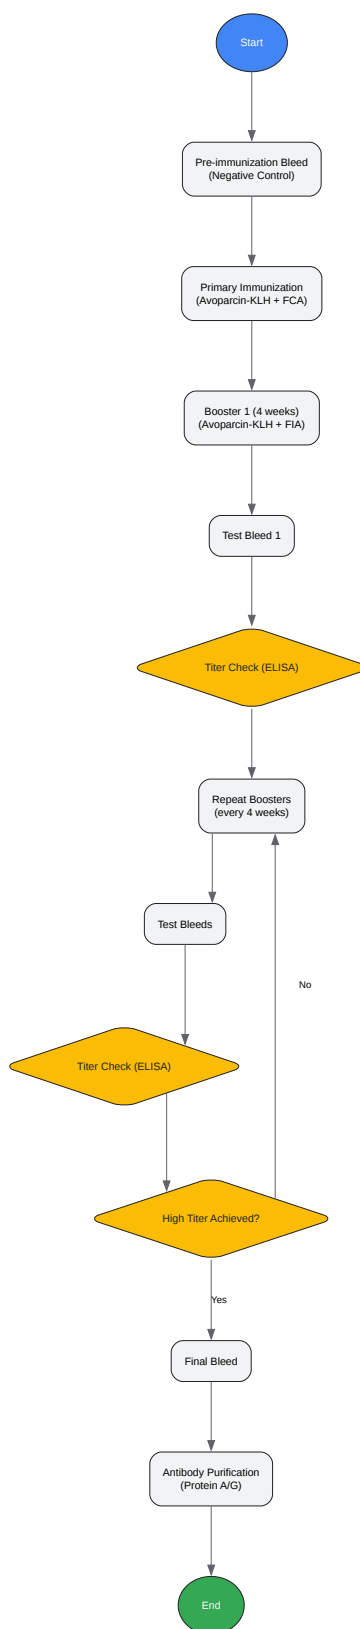 Start
Pre-immunization Bleed
(Negative Control)
Primary Immunization
(Avoparcin-KLH + FCA)
Booster 1 (4 weeks)
(Avoparcin-KLH + FIA)
Test Bleed 1
Titer Check (ELISA)
Repeat Boosters
(every 4 weeks)
Test Bleeds
No
Titer Check (ELISA)
High Titer Achieved?
Yes
Final Bleed
Antibody Purification
(Protein A/G)
End